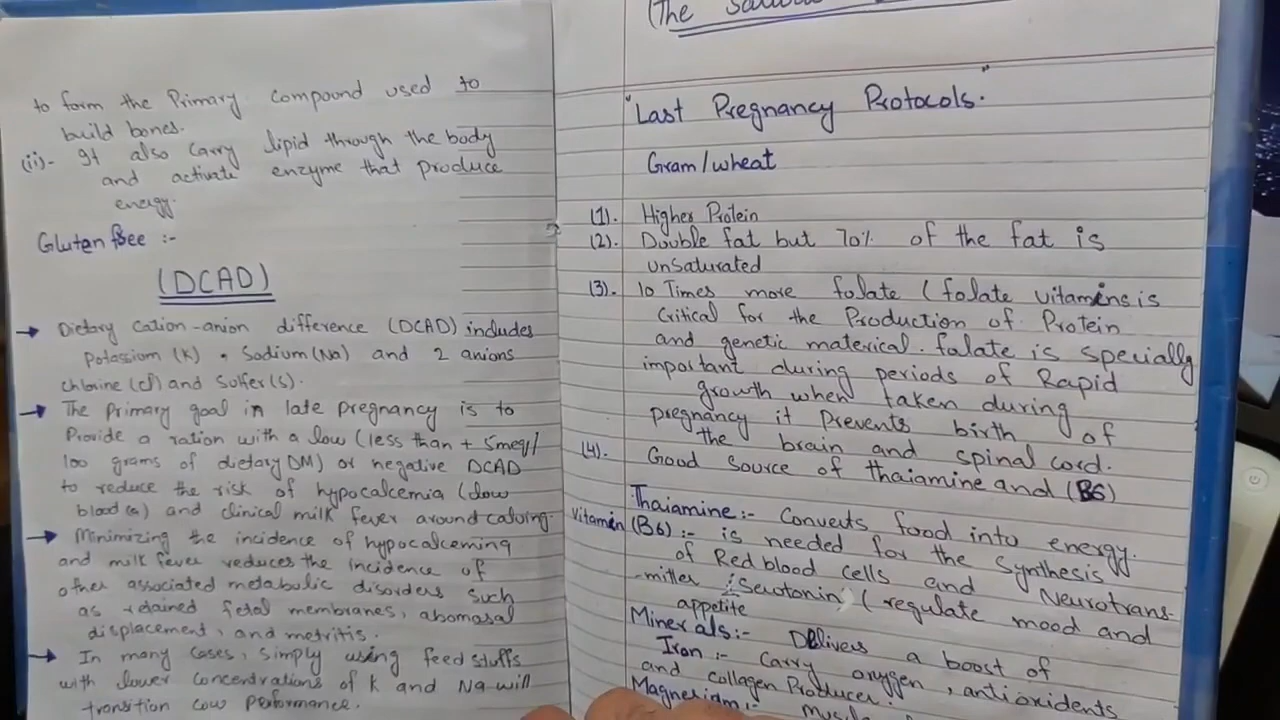 to form the Primary compound used to
build bones.
(ii)- It also carry lipid through the body
and activate enzyme that produce
energy.
Gluten free :-
(DCAD)
→ Dietary Cation-anion difference (DCAD) includes
Potassium (K) • Sodium (Na) and 2 anions
chlorine (cl) and Sulfer (s).
→ The Primary goal in late pregnancy is to
Provide a ration with a low (less than + 5meq/
100 grams of dietary DM) or negative DCAD
to reduce the risk of hypocalcemia (low
blood ca) and clinical milk fever around calving.
→ Minimizing the incidence of hypocalceming
and milk fever reduces the incidence of
other associated metabolic disorders such
as retained fetal membranes, abomasal
displacement, and metritis.
→ In many cases, simply using feed stuffs
with lower concentrations of K and Na will
transition cow performance.
(The
"Last Pregnancy Protocols."
Gram/wheat
(1). Higher Protein
(2). Double fat but 70% of the fat is
unsaturated
(3). 10 Times more folate (folate vitamins is
Critical for the Production of Protein
and genetic materical. folate is specially
important during periods of Rapid
growth when taken during
pregnancy it Prevents birth of
the brain and spinal cord.
(4). Good source of thaiamine and (B6)
Thaiamine:- Converts food into energy.
Vitamin (B6):- is needed for the Synthesis
of Red blood cells and Neurotrans-
-mitter : Serotonin, (regulate mood and
appetite
Minerals:- Delivers a boost of
Iron:- Carry oxygen, antioxidents
and collagen Producer.
Magnesium:-